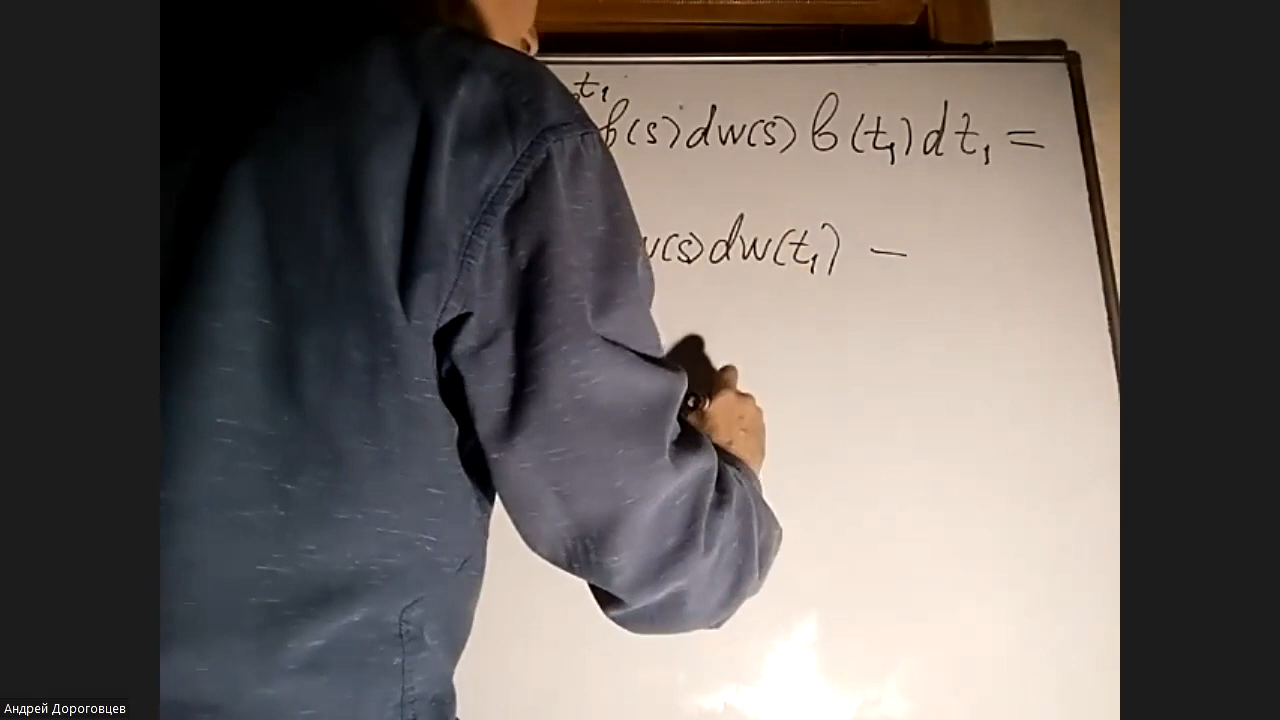 t₁
b(s)dw(s) b(t₁)dt₁ =
w(s)dw(t₁) –
Андрей Дороговцев